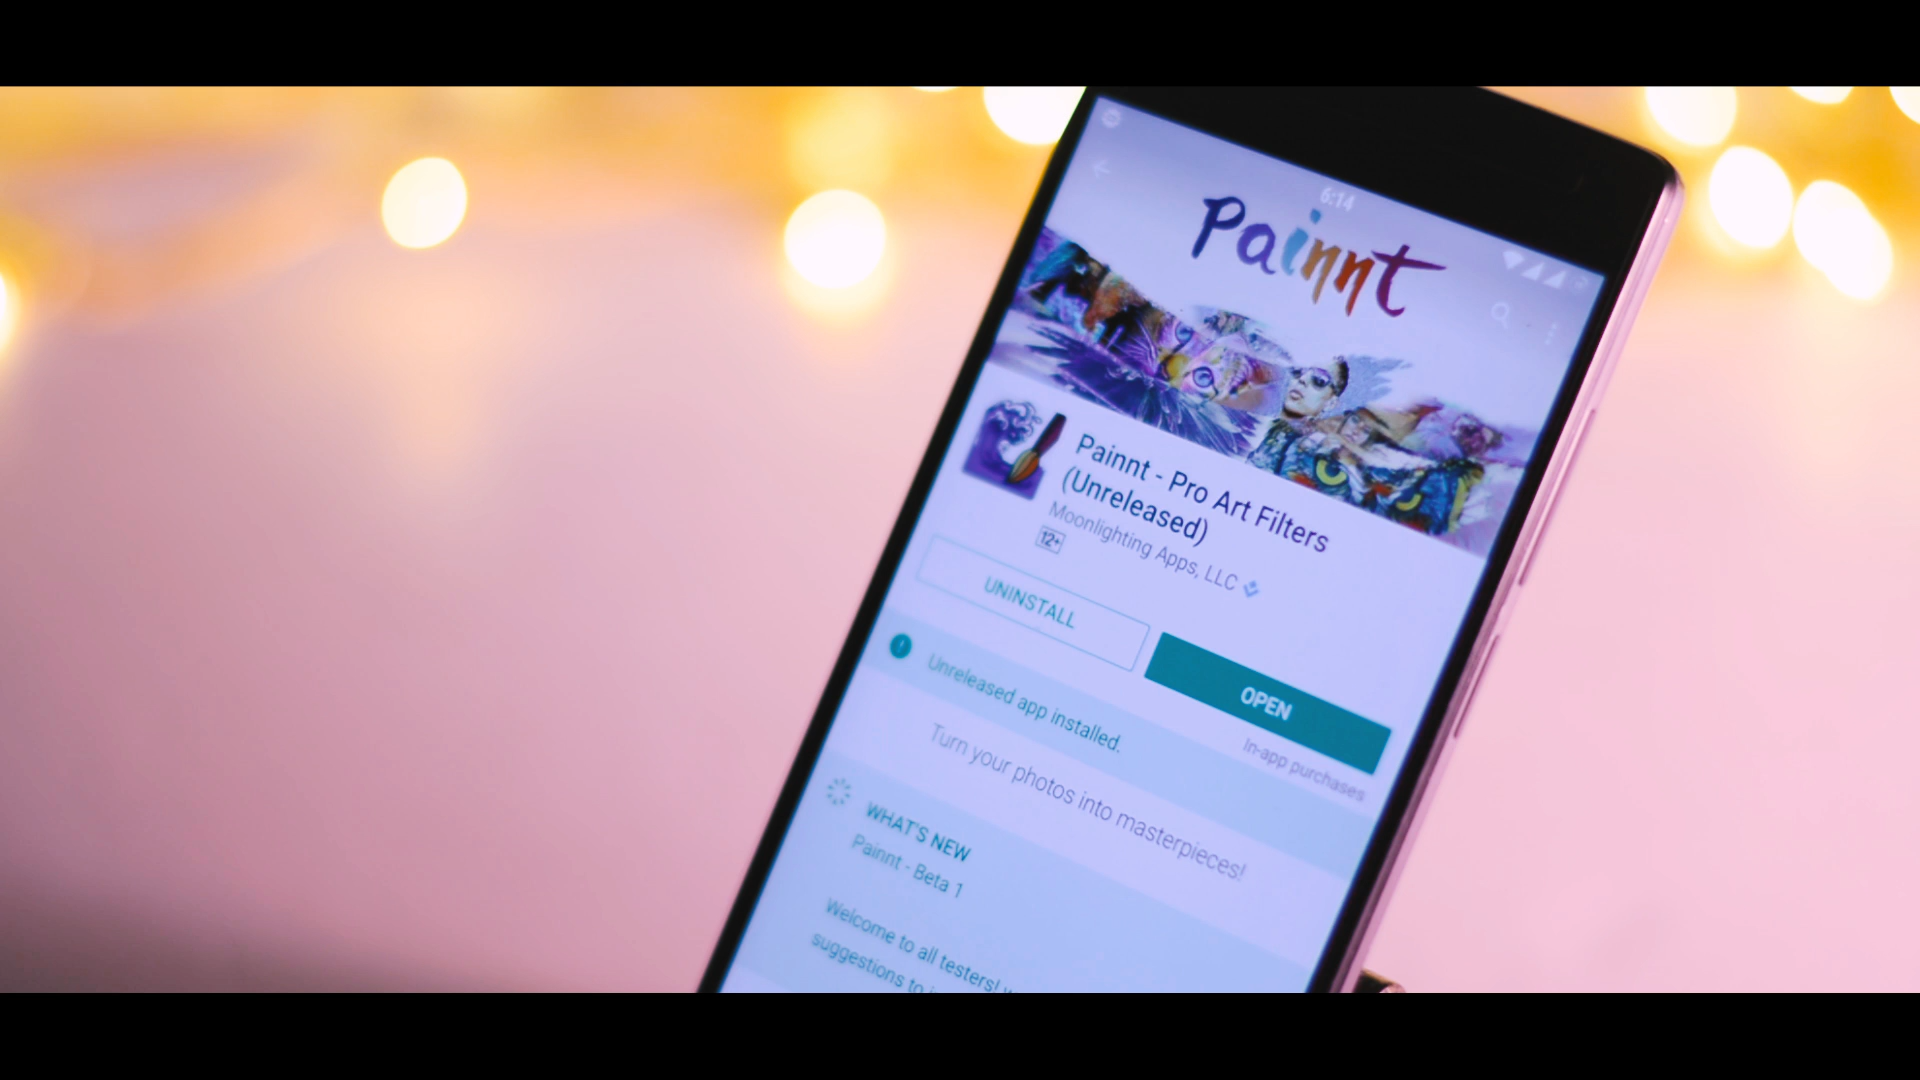 6:14
Painnt
Painnt - Pro Art Filters
(Unreleased)
Moonlighting Apps, LLC
12+
UNINSTALL
OPEN
In-app purchases
Unreleased app installed.
Turn your photos into masterpieces!
WHAT'S NEW
Painnt - Beta 1
Welcome to all testers!
suggestions to